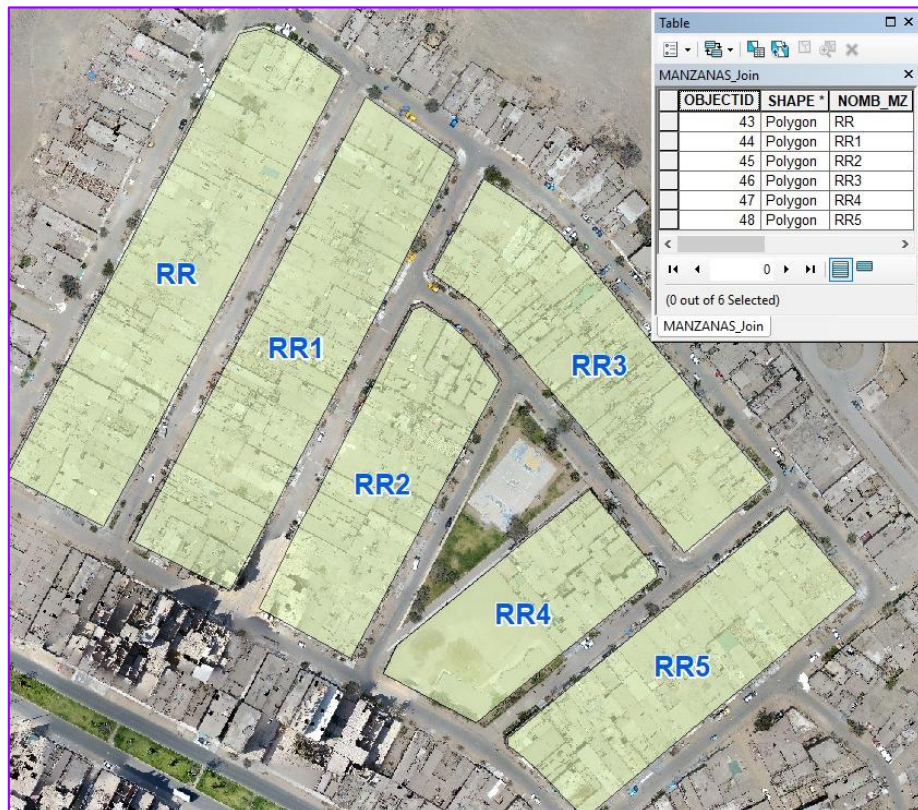 Table
MANZANAS_Join
OBJECTID SHAPE * NOMB_MZ
43 Polygon RR
44 Polygon RR1
45 Polygon RR2
46 Polygon RR3
47 Polygon RR4
48 Polygon RR5
0
(0 out of 6 Selected)
MANZANAS_Join
RR
RR1
RR3
RR2
RR4
RR5